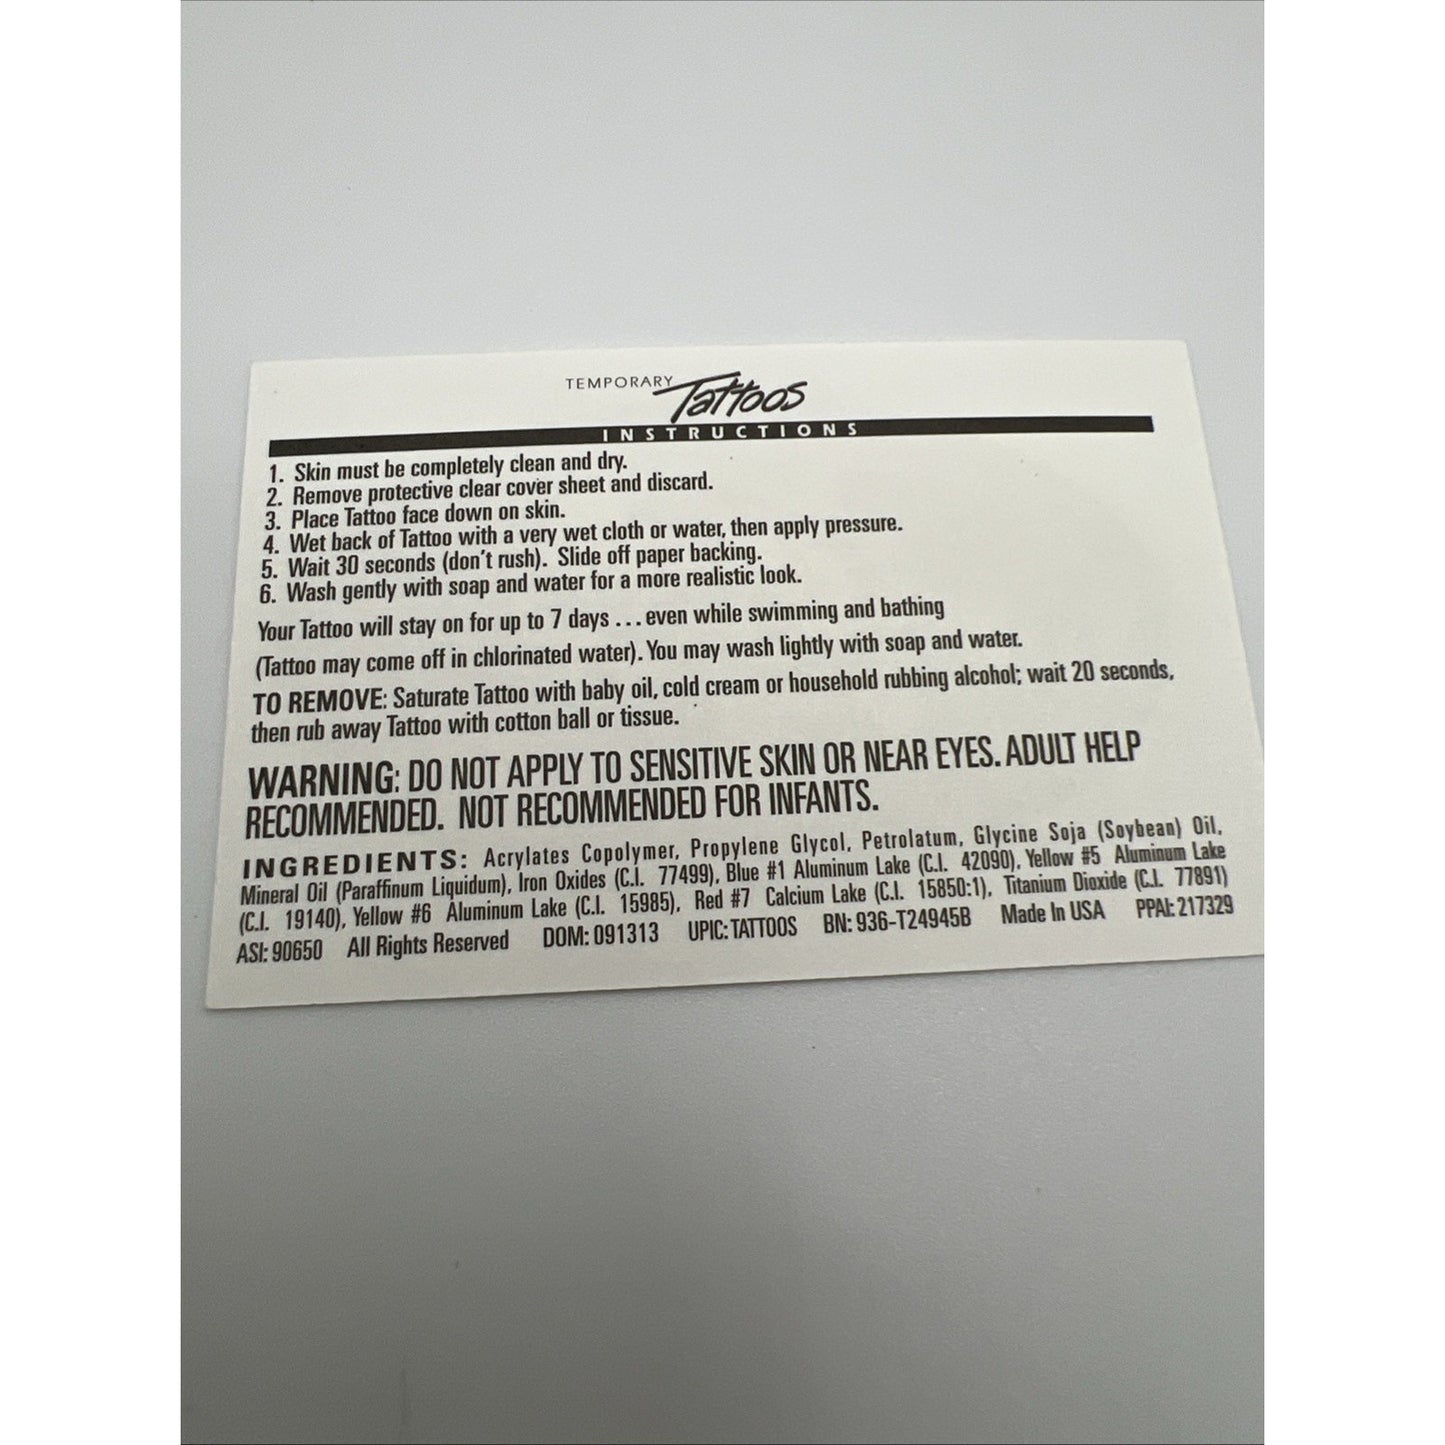 TEMPORARY Tattoos
INSTRUCTIONS
1. Skin must be completely clean and dry.
2. Remove protective clear cover sheet and discard.
3. Place Tattoo face down on skin.
4. Wet back of Tattoo with a very wet cloth or water, then apply pressure.
5. Wait 30 seconds (don't rush). Slide off paper backing.
6. Wash gently with soap and water for a more realistic look.
Your Tattoo will stay on for up to 7 days ... even while swimming and bathing
(Tattoo may come off in chlorinated water). You may wash lightly with soap and water.
TO REMOVE: Saturate Tattoo with baby oil, cold cream or household rubbing alcohol; wait 20 seconds,
then rub away Tattoo with cotton ball or tissue.
WARNING: DO NOT APPLY TO SENSITIVE SKIN OR NEAR EYES. ADULT HELP
RECOMMENDED. NOT RECOMMENDED FOR INFANTS.
INGREDIENTS: Acrylates Copolymer, Propylene Glycol, Petrolatum, Glycine Soja (Soybean) Oil,
Mineral Oil (Paraffinum Liquidum), Iron Oxides (C.I. 77499), Blue #1 Aluminum Lake (C.I. 42090), Yellow #5 Aluminum Lake
(C.I. 19140), Yellow #6 Aluminum Lake (C.I. 15985), Red #7 Calcium Lake (C.I. 15850:1), Titanium Dioxide (C.I. 77891)
ASI: 90650 All Rights Reserved DOM: 091313 UPIC: TATTOOS BN: 936-T24945B Made In USA PPAI: 217329